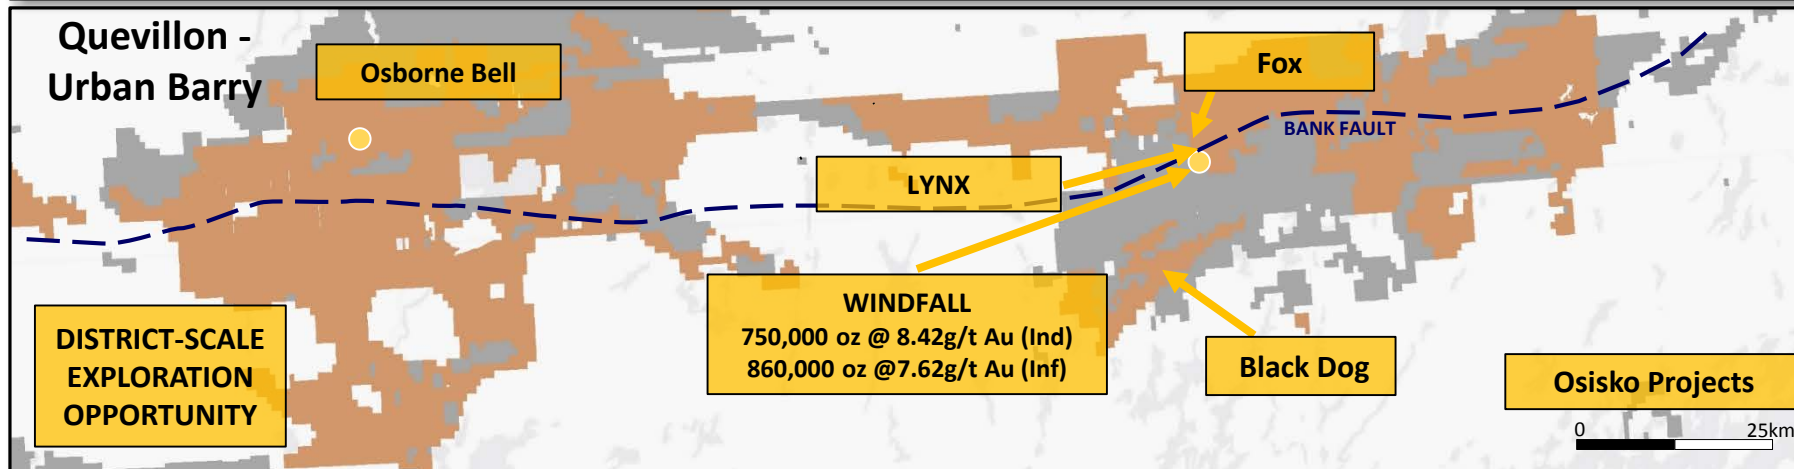 Quevillon -
Urban Barry
Osborne Bell
Fox
BANK FAULT
LYNX
WINDFALL
750,000 oz @ 8.42g/t Au (Ind)
860,000 oz @7.62g/t Au (Inf)
DISTRICT-SCALE
EXPLORATION
OPPORTUNITY
Black Dog
Osisko Projects
0 25km